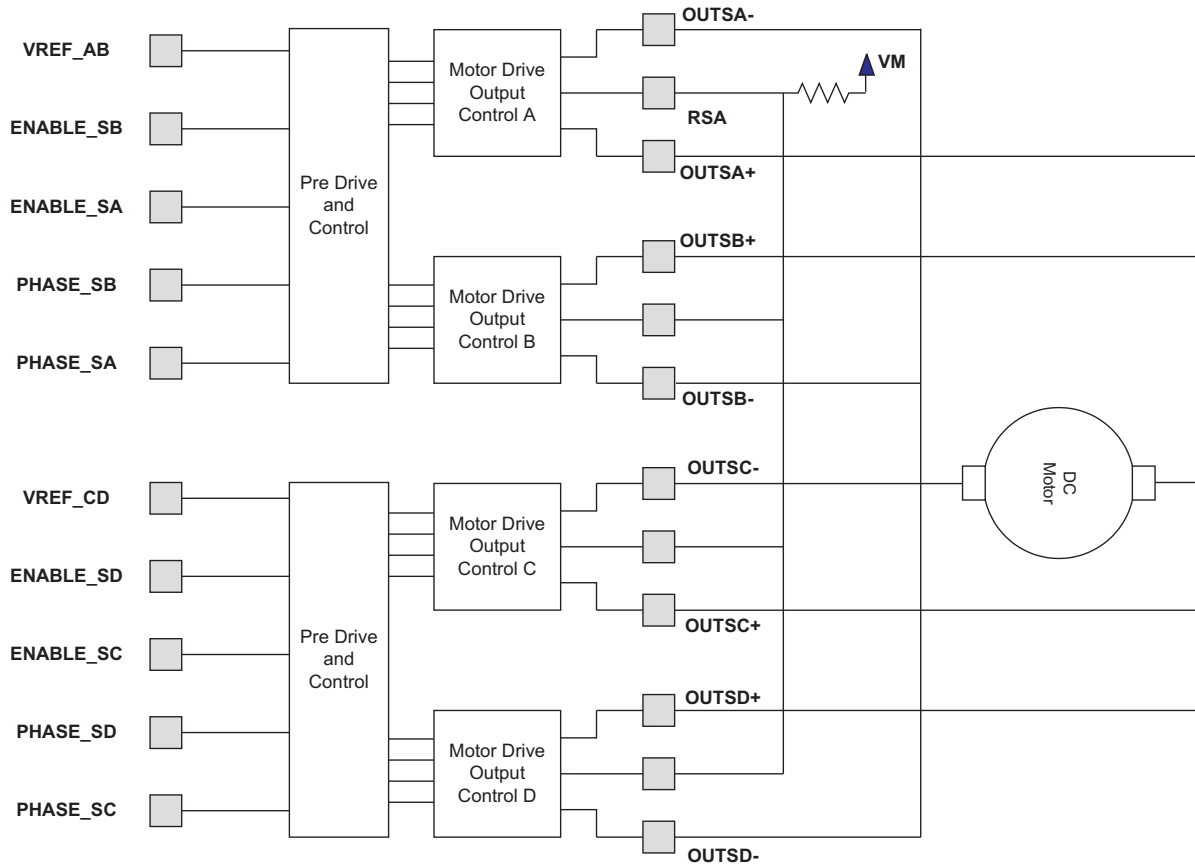 VREF_AB
ENABLE_SB
ENABLE_SA
PHASE_SB
PHASE_SA
Pre Drive
and
Control
Motor Drive
Output
Control A
Motor Drive
Output
Control B
OUTSA-
RSA
VM
OUTSA+
OUTSB+
OUTSB-
VREF_CD
ENABLE_SD
ENABLE_SC
PHASE_SD
PHASE_SC
Pre Drive
and
Control
Motor Drive
Output
Control C
Motor Drive
Output
Control D
OUTSC-
OUTSC+
OUTSD+
OUTSD-
DC
Motor